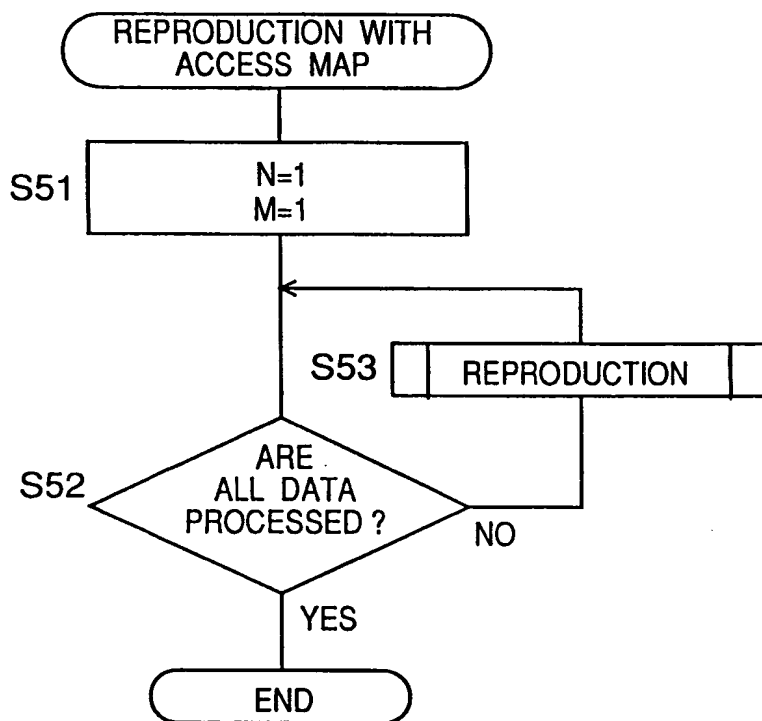 REPRODUCTION WITH
ACCESS MAP
S51
N=1
M=1
S53
REPRODUCTION
S52
ARE
ALL DATA
PROCESSED ?
NO
YES
END